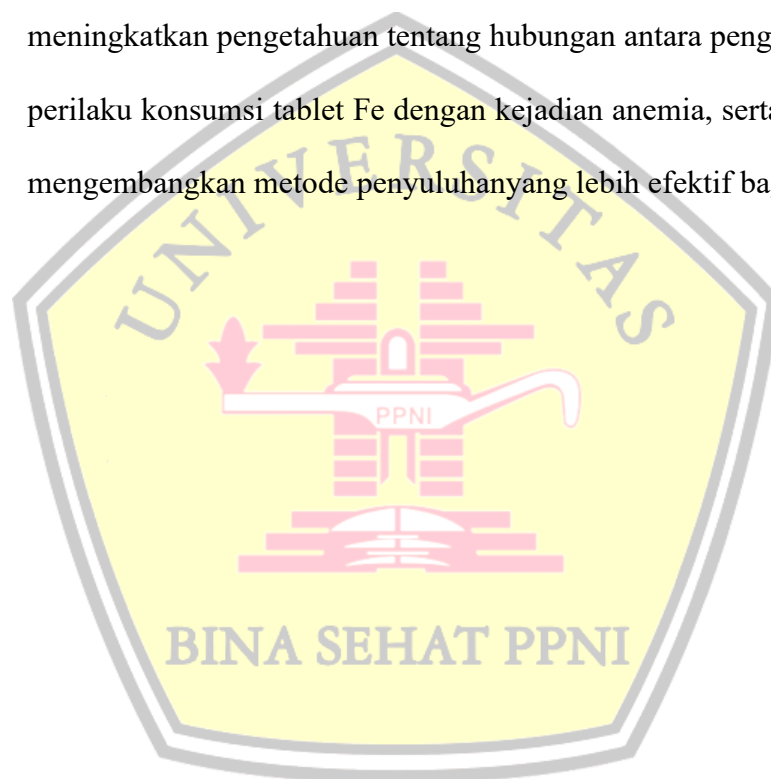 meningkatkan pengetahuan tentang hubungan antara peng
perilaku konsumsi tablet Fe dengan kejadian anemia, serta
mengembangkan metode penyuluhanyang lebih efektif ba
UNIVERSITAS
PPNI
BINA SEHAT PPNI